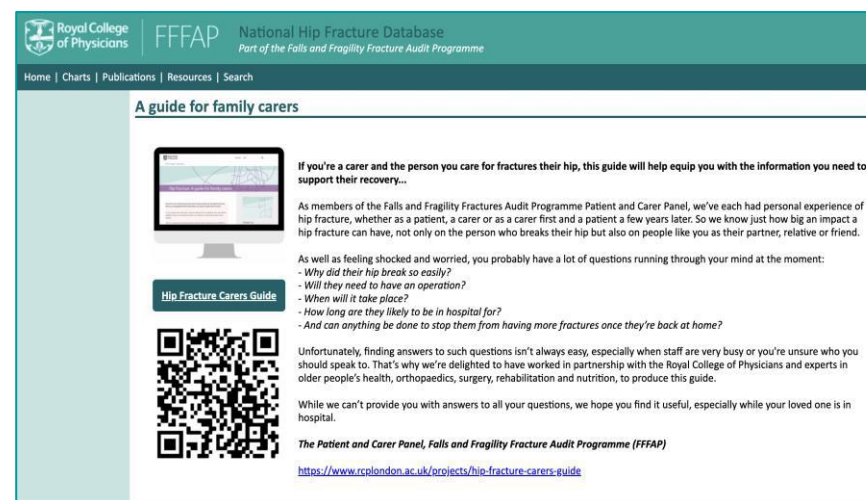 Royal College
of Physicians
FFFAP
National Hip Fracture Database
Part of the Falls and Fragility Fracture Audit Programme
Home | Charts | Publications | Resources | Search
A guide for family carers
If you're a carer and the person you care for fractures their hip, this guide will help equip you with the information you need to
support their recovery...
As members of the Falls and Fragility Fractures Audit Programme Patient and Carer Panel, we've each had personal experience of
hip fracture, whether as a patient, a carer or as a carer first and a patient a few years later. So we know just how big an impact a
hip fracture can have, not only on the person who breaks their hip but also on people like you as their partner, relative or friend.
As well as feeling shocked and worried, you probably have a lot of questions running through your mind at the moment:
- Why did their hip break so easily?
- Will they need to have an operation?
- When will it take place?
- How long are they likely to be in hospital for?
- And can anything be done to stop them from having more fractures once they're back at home?
Hip Fracture Carers Guide
Unfortunately, finding answers to such questions isn't always easy, especially when staff are very busy or you're unsure who you
should speak to. That's why we're delighted to have worked in partnership with the Royal College of Physicians and experts in
older people's health, orthopaedics, surgery, rehabilitation and nutrition, to produce this guide.
While we can't provide you with answers to all your questions, we hope you find it useful, especially while your loved one is in
hospital.
The Patient and Carer Panel, Falls and Fragility Fracture Audit Programme (FFFAP)
https://www.rcplondon.ac.uk/projects/hip-fracture-carers-guide